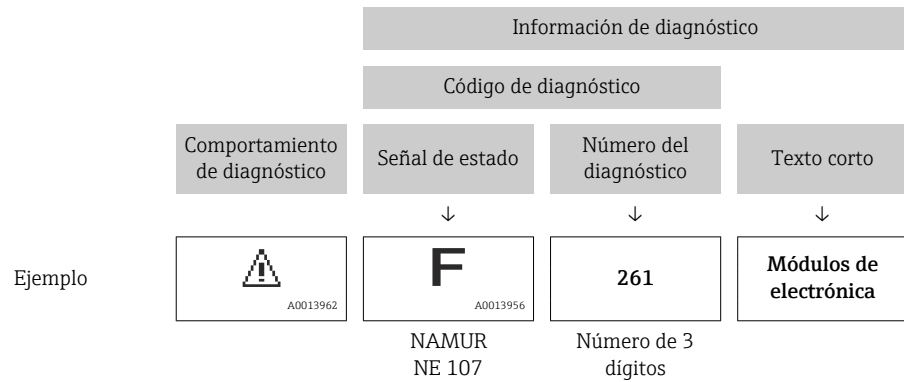 Información de diagnóstico
Código de diagnóstico
Comportamiento
de diagnóstico
Señal de estado
Número del
diagnóstico
Texto corto
↓
↓
↓
Ejemplo
A0013962
F
A0013956
261
Módulos de
electrónica
NAMUR
NE 107
Número de 3
dígitos